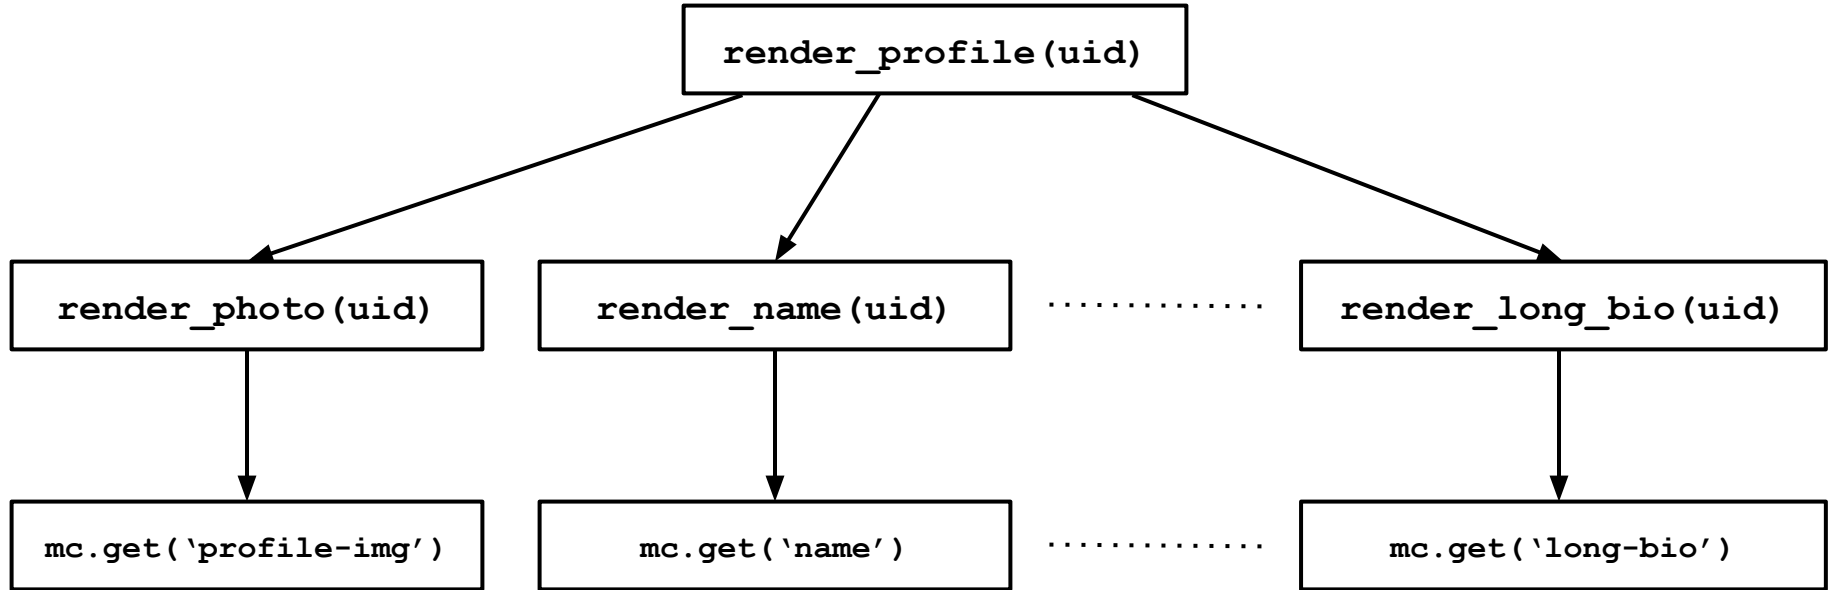 render_profile(uid)
render_photo(uid)
render_name(uid)
render_long_bio(uid)
mc.get(‘profile-img’)
mc.get(‘name’)
mc.get(‘long-bio’)